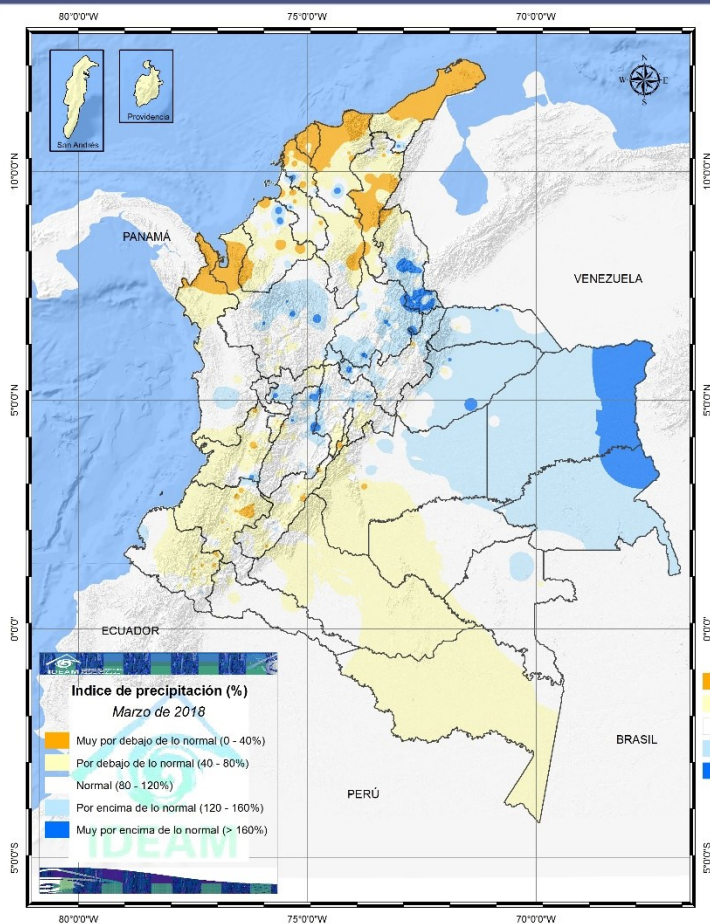 80°0'0"W 75°0'0"W 70°0'0"W
N
W E
S
San Andrés
Providencia
10°0'0"N 10°0'0"N
PANAMÁ
VENEZUELA
5°0'0"N 5°0'0"N
0°0'0" 0°0'0"
ECUADOR
IDEAM
Indice de precipitación (%)
Marzo de 2018
Muy por debajo de lo normal (0 - 40%)
Por debajo de lo normal (40 - 80%)
Normal (80 - 120%)
Por encima de lo normal (120 - 160%)
Muy por encima de lo normal (> 160%)
IDEAM
BRASIL
PERÚ
5°0'0"S 5°0'0"S
80°0'0"W 75°0'0"W 70°0'0"W